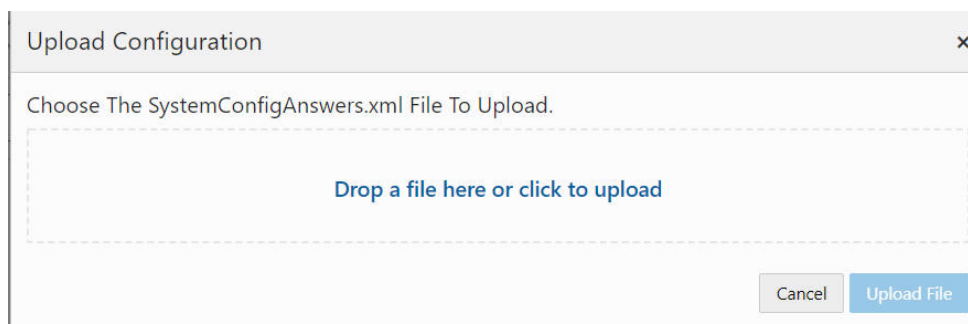 Upload Configuration
×
Choose The SystemConfigAnswers.xml File To Upload.
Drop a file here or click to upload
Cancel
Upload File